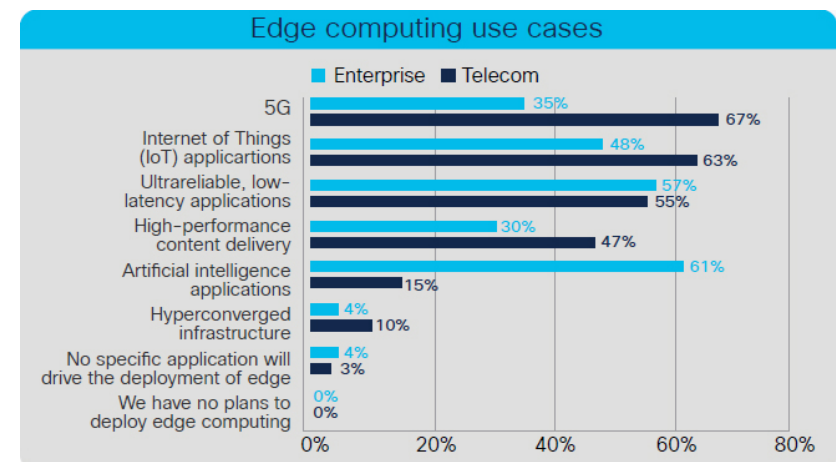 Edge computing use cases
Enterprise Telecom
5G
35%
67%
Internet of Things
(IoT) applicartions
48%
63%
Ultrareliable, low-
latency applications
57%
55%
High-performance
content delivery
30%
47%
Artificial intelligence
applications
61%
15%
Hyperconverged
infrastructure
4%
10%
No specific application will
drive the deployment of edge
4%
3%
We have no plans to
deploy edge computing
0%
0%
0% 20% 40% 60% 80%